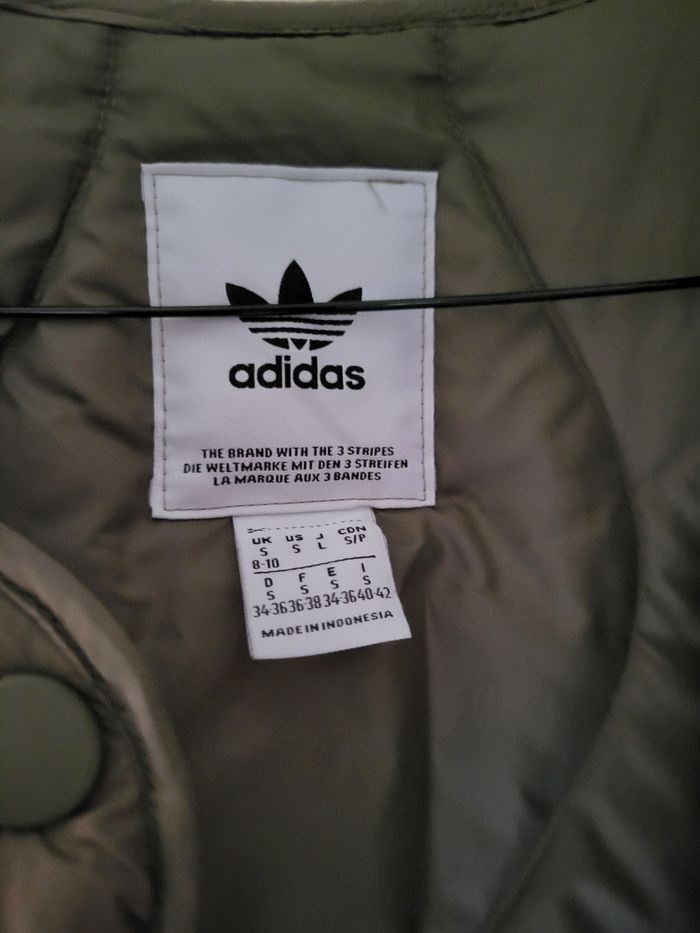 adidas
THE BRAND WITH THE 3 STRIPES
DIE WELTMARKE MIT DEN 3 STREIFEN
LA MARQUE AUX 3 BANDES
UK US J CDN
S S L S/P
8-10
D F E I
S S S S
34-36 36-38 34-36 40-42
MADE IN INDONESIA